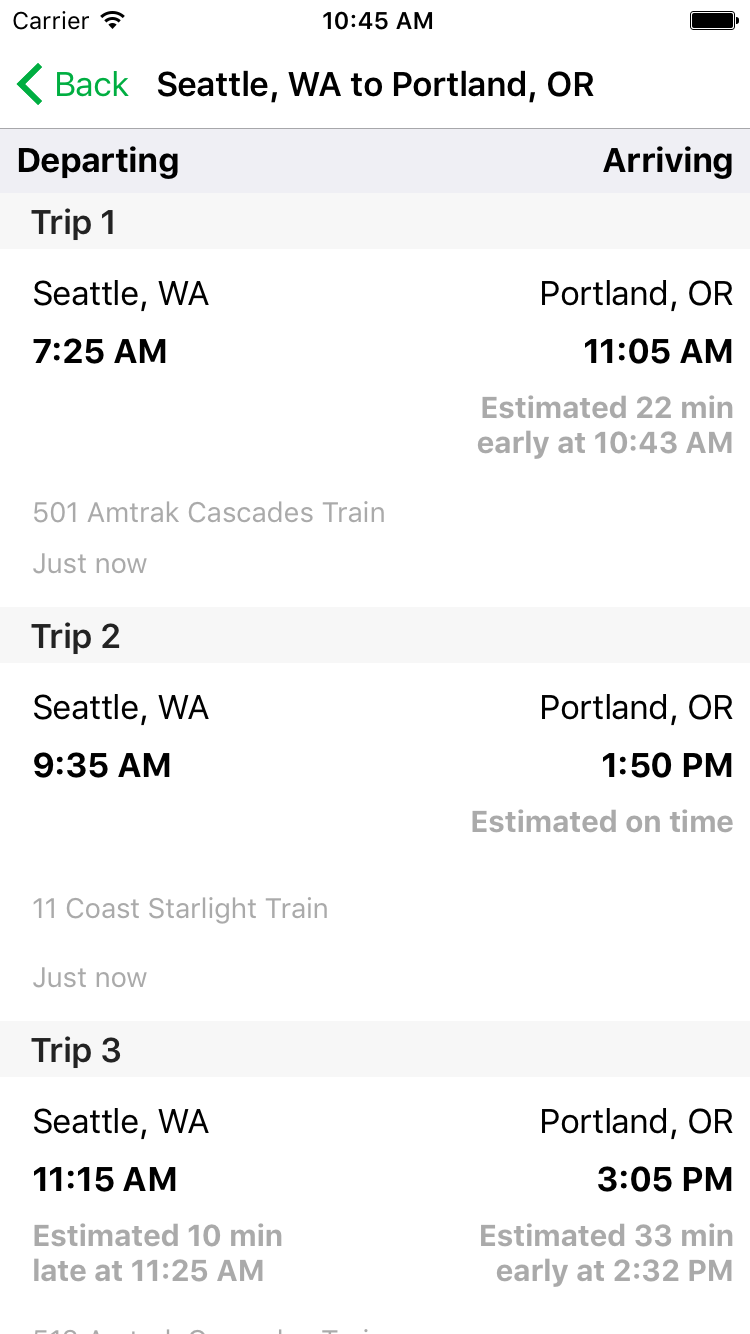 Carrier 10:45 AM
Back Seattle, WA to Portland, OR
Departing Arriving
Trip 1
Seattle, WA Portland, OR
7:25 AM 11:05 AM
Estimated 22 min
early at 10:43 AM
501 Amtrak Cascades Train
Just now
Trip 2
Seattle, WA Portland, OR
9:35 AM 1:50 PM
Estimated on time
11 Coast Starlight Train
Just now
Trip 3
Seattle, WA Portland, OR
11:15 AM 3:05 PM
Estimated 10 min Estimated 33 min
late at 11:25 AM early at 2:32 PM